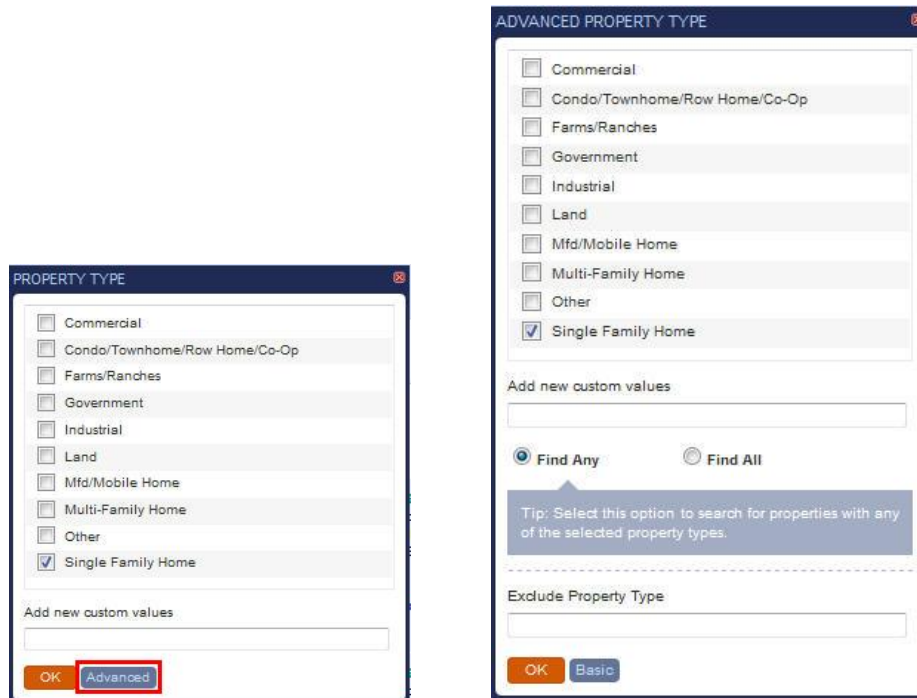 PROPERTY TYPE
Commercial
Condo/Townhome/Row Home/Co-Op
Farms/Ranches
Government
Industrial
Land
Mfd/Mobile Home
Multi-Family Home
Other
Single Family Home
Add new custom values
OK Advanced
ADVANCED PROPERTY TYPE
Commercial
Condo/Townhome/Row Home/Co-Op
Farms/Ranches
Government
Industrial
Land
Mfd/Mobile Home
Multi-Family Home
Other
Single Family Home
Add new custom values
Find Any Find All
Tip: Select this option to search for properties with any
of the selected property types.
Exclude Property Type
OK Basic